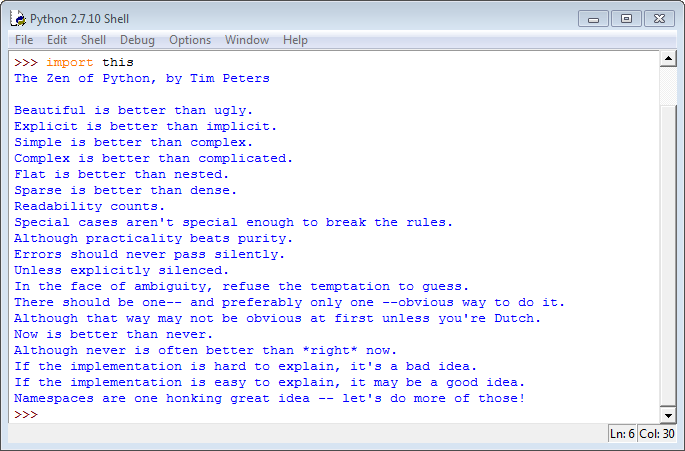 Python 2.7.10 Shell
File Edit Shell Debug Options Window Help
>>> import this
The Zen of Python, by Tim Peters

Beautiful is better than ugly.
Explicit is better than implicit.
Simple is better than complex.
Complex is better than complicated.
Flat is better than nested.
Sparse is better than dense.
Readability counts.
Special cases aren't special enough to break the rules.
Although practicality beats purity.
Errors should never pass silently.
Unless explicitly silenced.
In the face of ambiguity, refuse the temptation to guess.
There should be one-- and preferably only one --obvious way to do it.
Although that way may not be obvious at first unless you're Dutch.
Now is better than never.
Although never is often better than *right* now.
If the implementation is hard to explain, it's a bad idea.
If the implementation is easy to explain, it may be a good idea.
Namespaces are one honking great idea -- let's do more of those!
>>>
Ln: 6 Col: 30